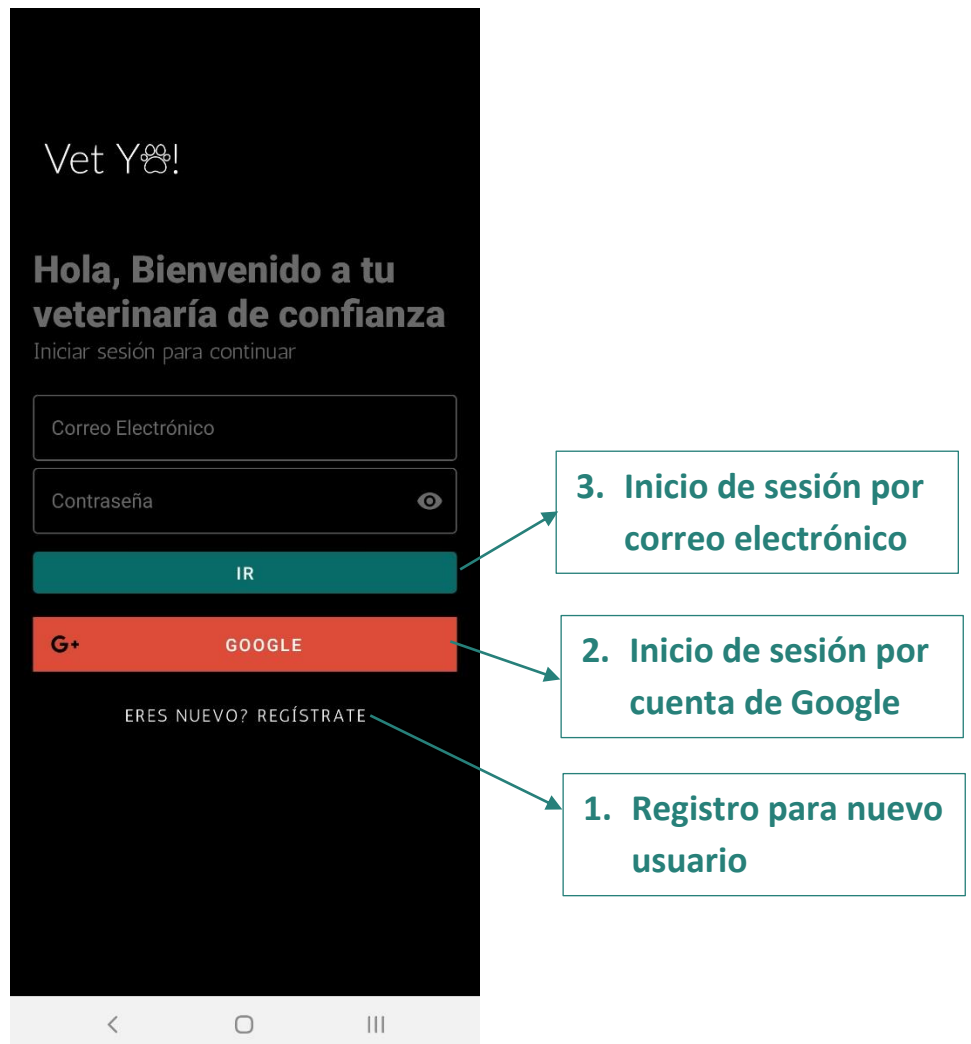 Vet Y!
Hola, Bienvenido a tu
veterinaría de confianza
Iniciar sesión para continuar
Correo Electrónico
Contraseña
IR
G+ GOOGLE
ERES NUEVO? REGÍSTRATE
3. Inicio de sesión por
correo electrónico
2. Inicio de sesión por
cuenta de Google
1. Registro para nuevo
usuario